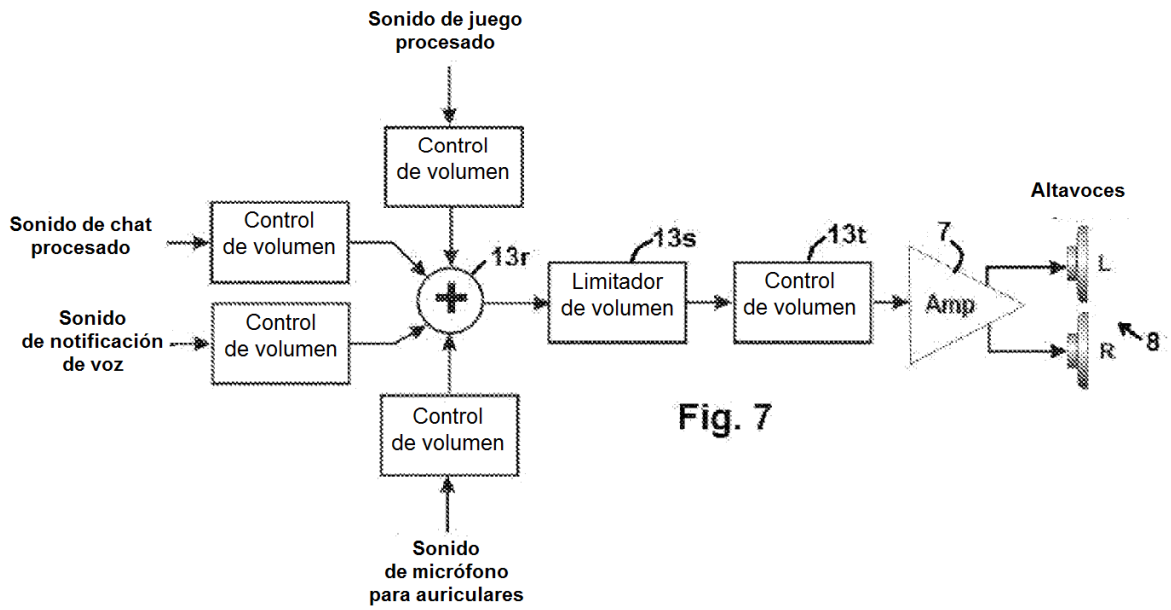 Sonido de juego
procesado
Control
de volumen
Altavoces
Sonido de chat
procesado
Control
de volumen
13r
13s
13t
7
L
Limitador
de volumen
Control
de volumen
Amp
Sonido
de notificación
de voz
Control
de volumen
R
8
Control
de volumen
Fig. 7
Sonido
de micrófono
para auriculares